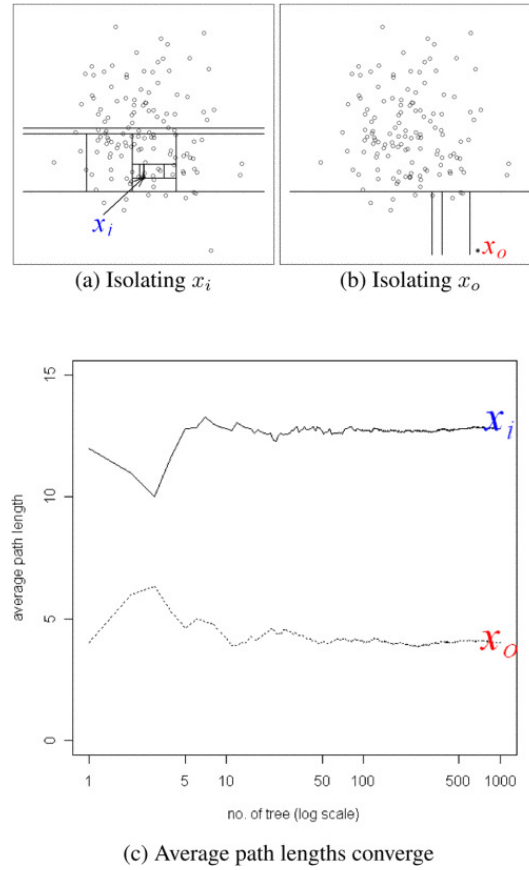 x_i
x_o
(a) Isolating x_i
(b) Isolating x_o
15
10
5
0
average path length
x_i
x_o
1
5
10
50
100
500
1000
no. of tree (log scale)
(c) Average path lengths converge